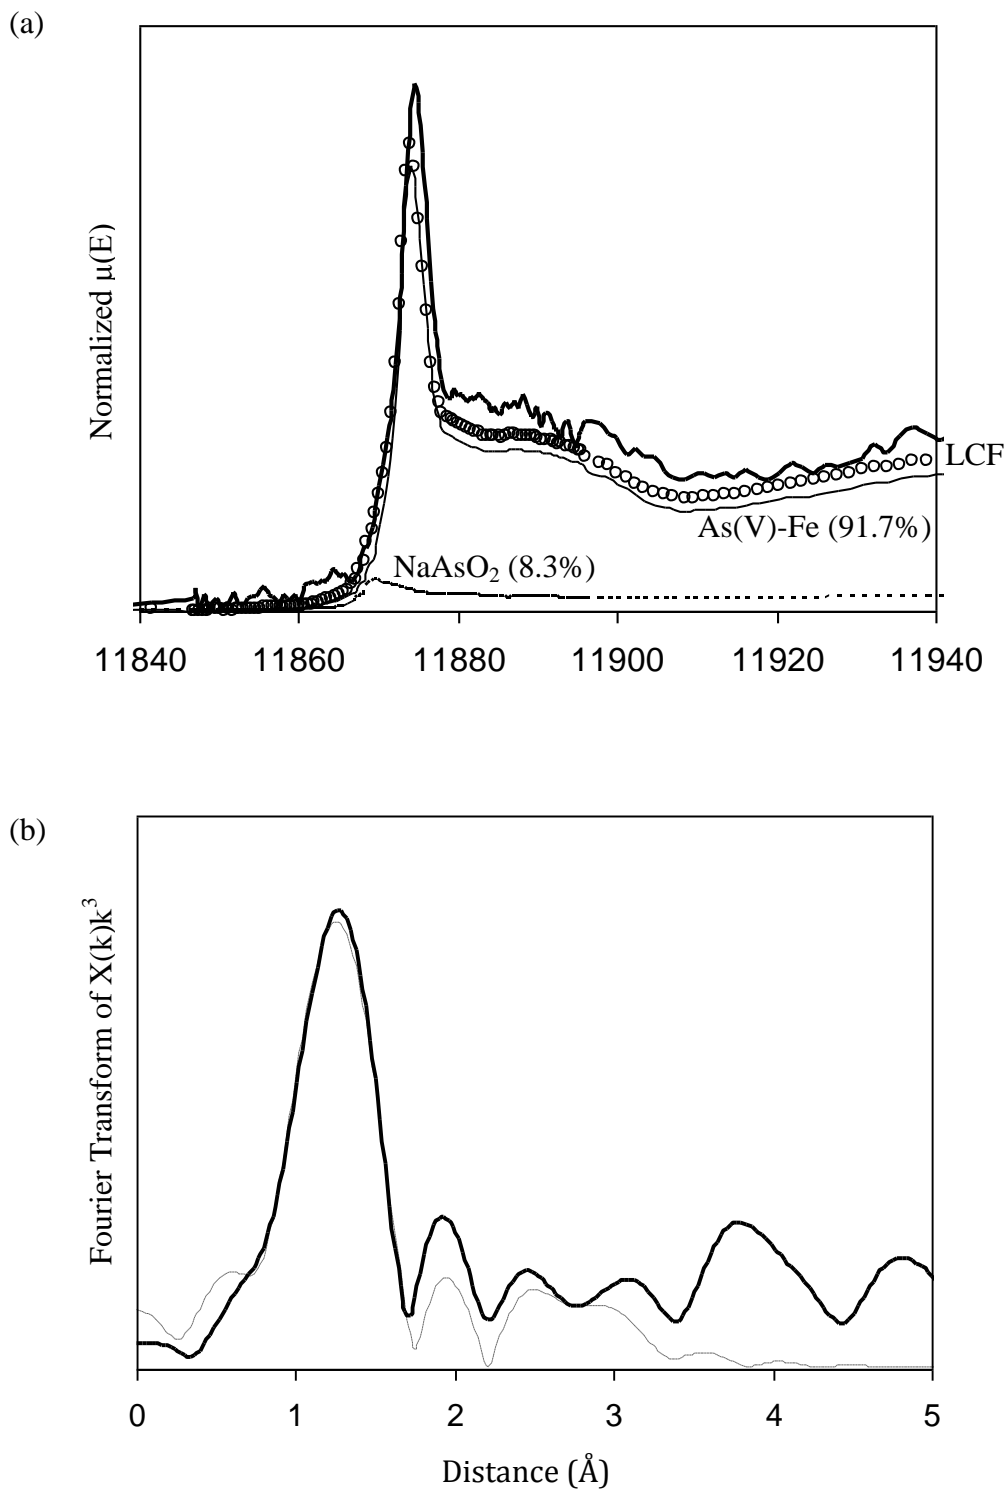 (a)
Normalized μ(E)
LCF
As(V)-Fe (91.7%)
NaAsO₂ (8.3%)
11840 11860 11880 11900 11920 11940
(b)
Fourier Transform of X(k)k³
0 1 2 3 4 5
Distance (Å)